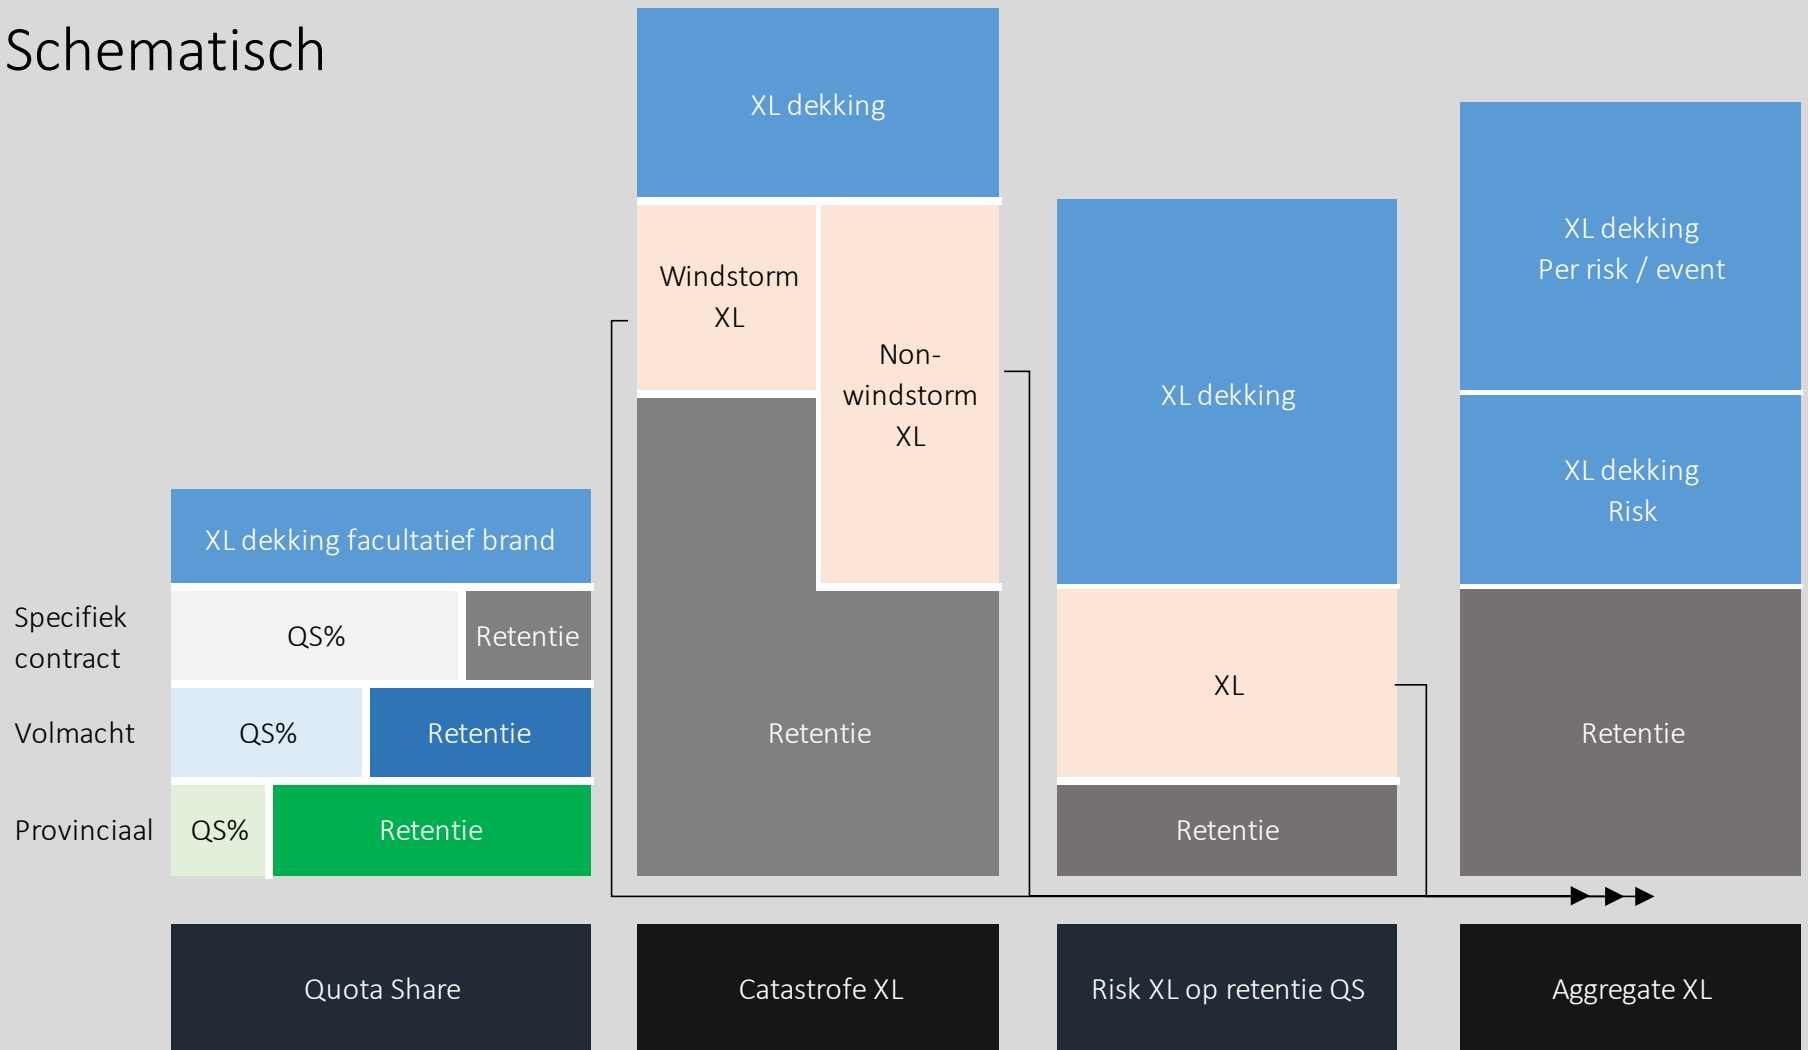 Schematisch
XL dekking facultatief brand
Specifiek
contract
QS%
Retentie
Volmacht
QS%
Retentie
Provinciaal
QS%
Retentie
Quota Share
XL dekking
Windstorm
XL
Non-
windstorm
XL
Retentie
Catastrofe XL
XL dekking
XL
Retentie
Risk XL op retentie QS
XL dekking
Per risk / event
XL dekking
Risk
Retentie
Aggregate XL